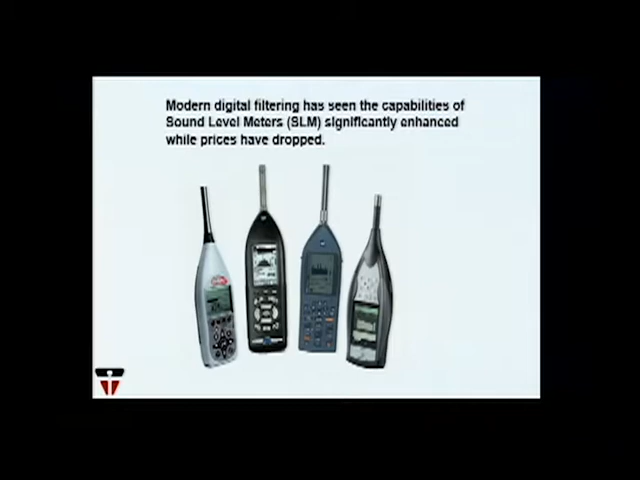 Modern digital filtering has seen the capabilities of
Sound Level Meters (SLM) significantly enhanced
while prices have dropped.